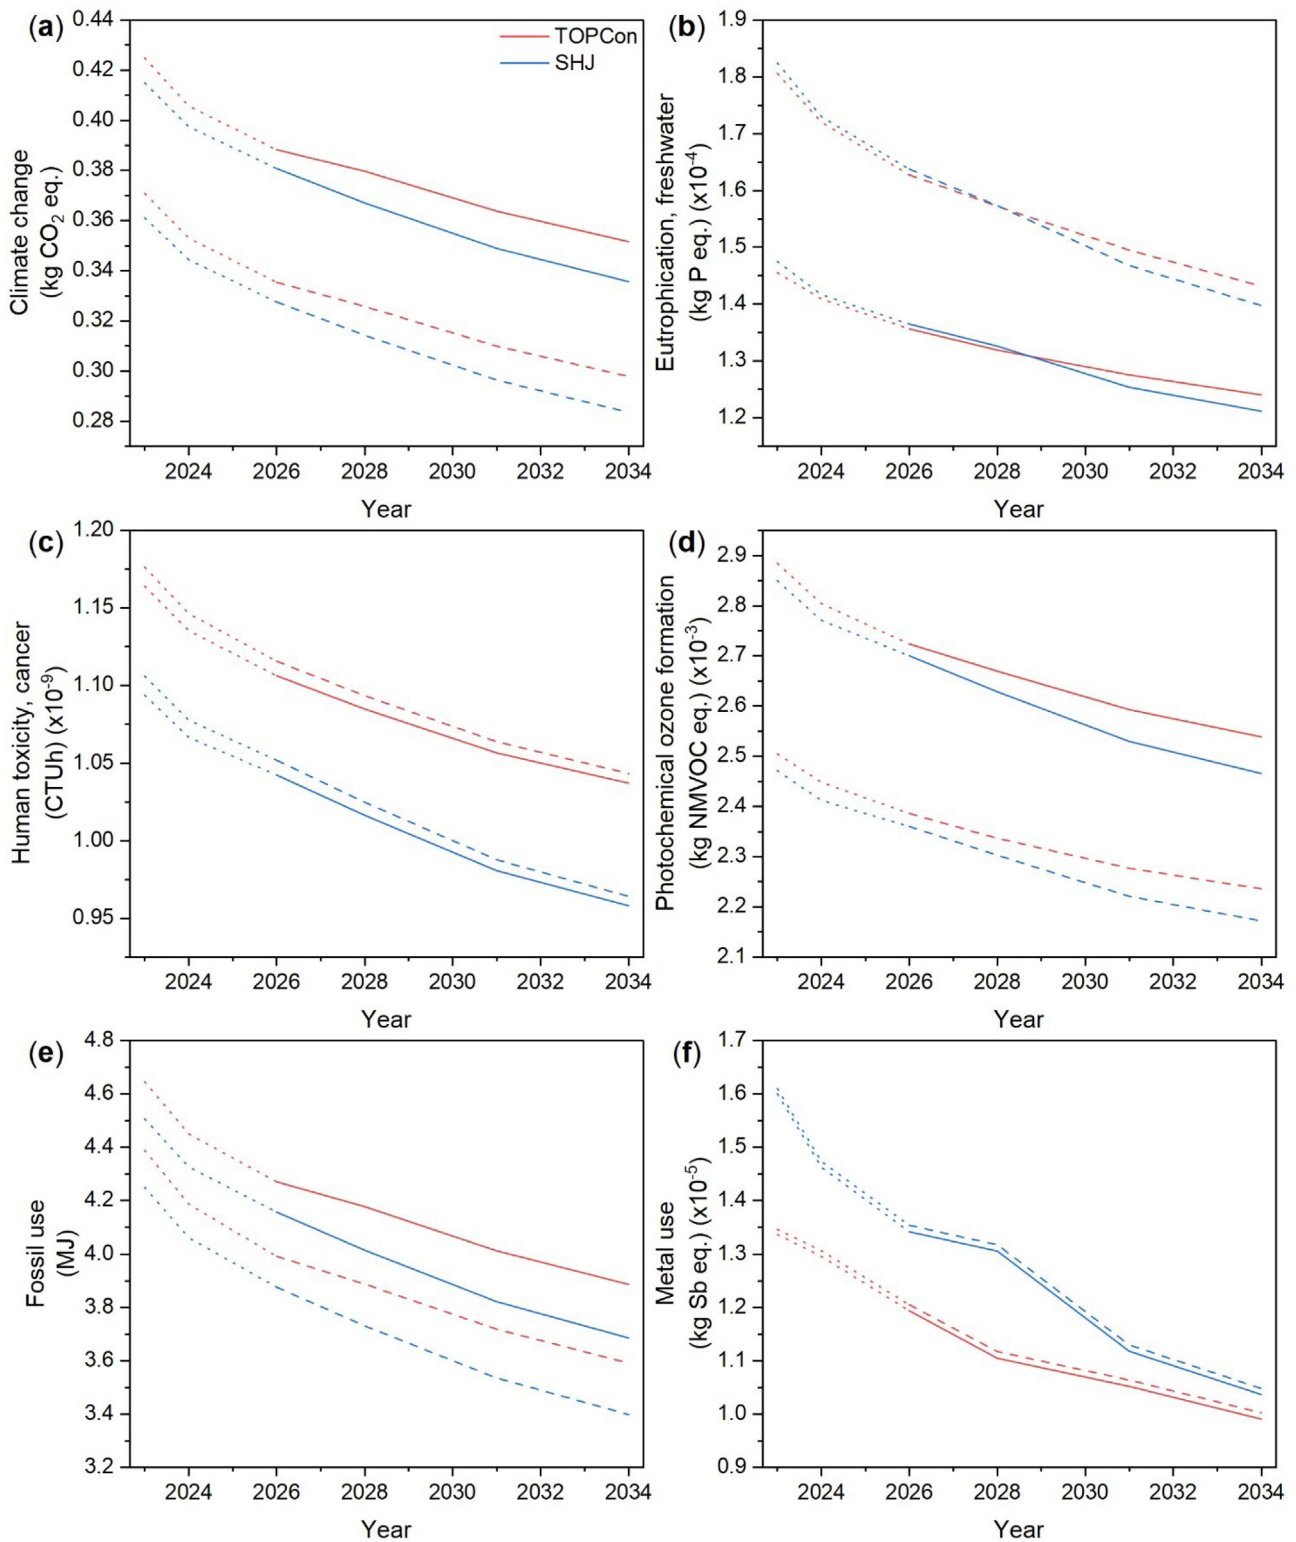 (a)
0.44
0.42
0.40
0.38
0.36
0.34
0.32
0.30
0.28
Climate change
(kg CO₂ eq.)
TOPCon
SHJ
2024 2026 2028 2030 2032 2034
Year
(b)
1.9
1.8
1.7
1.6
1.5
1.4
1.3
1.2
Eutrophication, freshwater
(kg P eq.) (x10⁻⁴)
2024 2026 2028 2030 2032 2034
Year
(c)
1.20
1.15
1.10
1.05
1.00
0.95
Human toxicity, cancer
(CTUh) (x10⁻⁹)
2024 2026 2028 2030 2032 2034
Year
(d)
2.9
2.8
2.7
2.6
2.5
2.4
2.3
2.2
2.1
Photochemical ozone formation
(kg NMVOC eq.) (x10⁻³)
2024 2026 2028 2030 2032 2034
Year
(e)
4.8
4.6
4.4
4.2
4.0
3.8
3.6
3.4
3.2
Fossil use
(MJ)
2024 2026 2028 2030 2032 2034
Year
(f)
1.7
1.6
1.5
1.4
1.3
1.2
1.1
1.0
0.9
Metal use
(kg Sb eq.) (x10⁻⁵)
2024 2026 2028 2030 2032 2034
Year